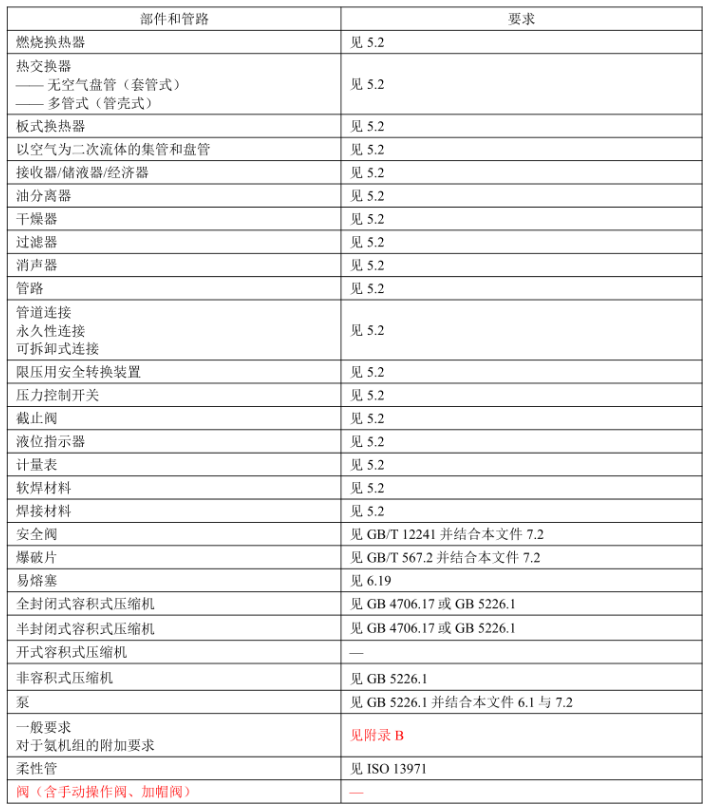 部件和管路 要求
燃烧换热器 见 5.2
热交换器
—— 无空气盘管（套管式） 见 5.2
—— 多管式（管壳式）
板式换热器 见 5.2
以空气为二次流体的集管和盘管 见 5.2
接收器/储液器/经济器 见 5.2
油分离器 见 5.2
干燥器 见 5.2
过滤器 见 5.2
消声器 见 5.2
管路 见 5.2
管道连接
永久性连接 见 5.2
可拆卸式连接
限压用安全转换装置 见 5.2
压力控制开关 见 5.2
截止阀 见 5.2
液位指示器 见 5.2
计量表 见 5.2
软焊材料 见 5.2
焊接材料 见 5.2
安全阀 见 GB/T 12241 并结合本文件 7.2
爆破片 见 GB/T 567.2 并结合本文件 7.2
易熔塞 见 6.19
全封闭式容积式压缩机 见 GB 4706.17 或 GB 5226.1
半封闭式容积式压缩机 见 GB 4706.17 或 GB 5226.1
开式容积式压缩机 —
非容积式压缩机 见 GB 5226.1
泵 见 GB 5226.1 并结合本文件 6.1 与 7.2
一般要求
对于氨机组的附加要求 见附录 B
柔性管 见 ISO 13971
阀（含手动操作阀、加帽阀） —